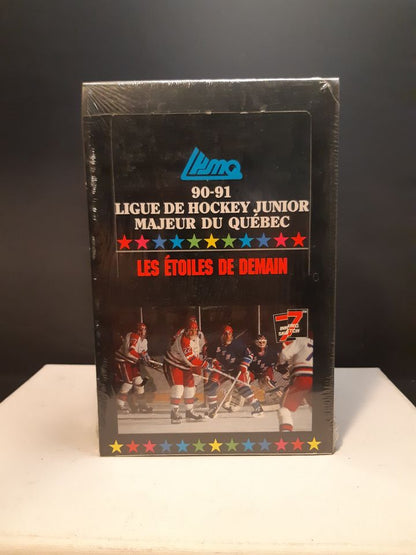 LHJMQ
90-91
LIGUE DE HOCKEY JUNIOR
MAJEUR DU QUÉBEC
LES ÉTOILES DE DEMAIN
7